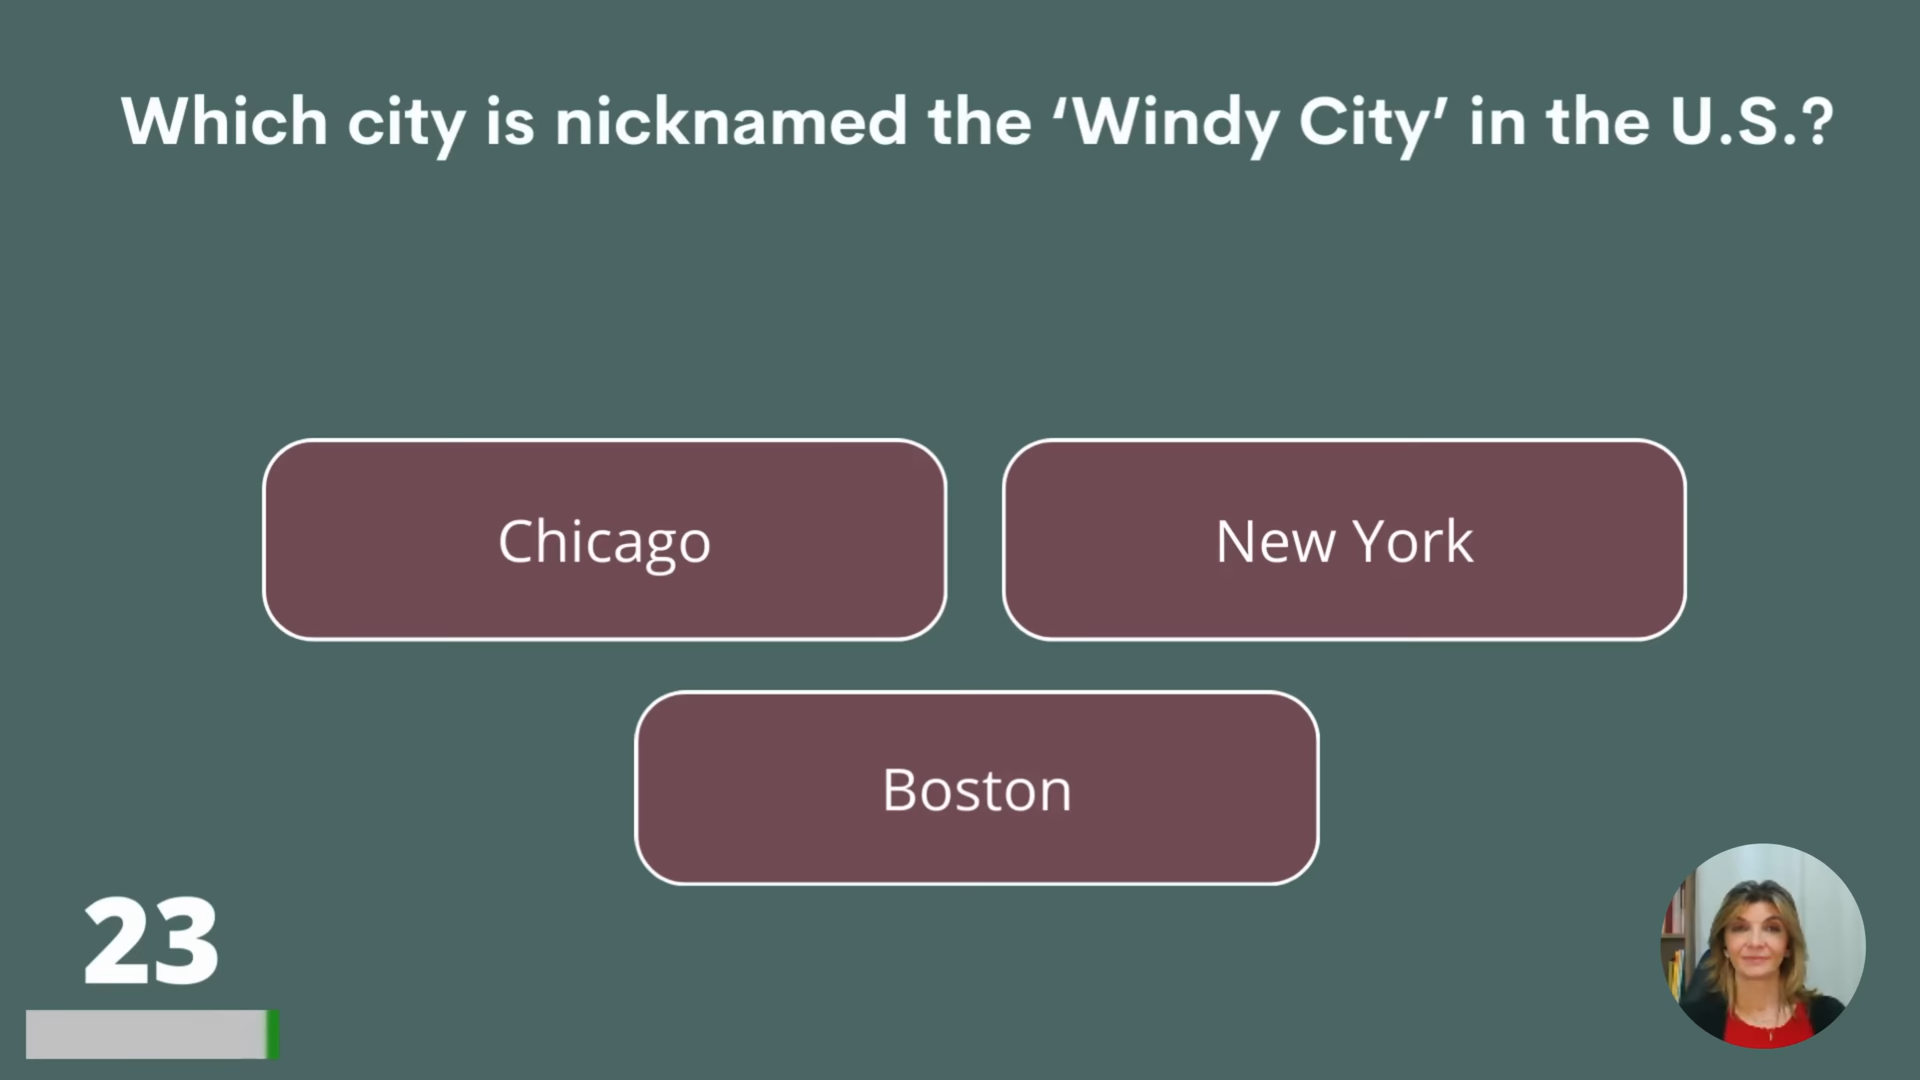 Which city is nicknamed the ‘Windy City’ in the U.S.?
Chicago
New York
Boston
23